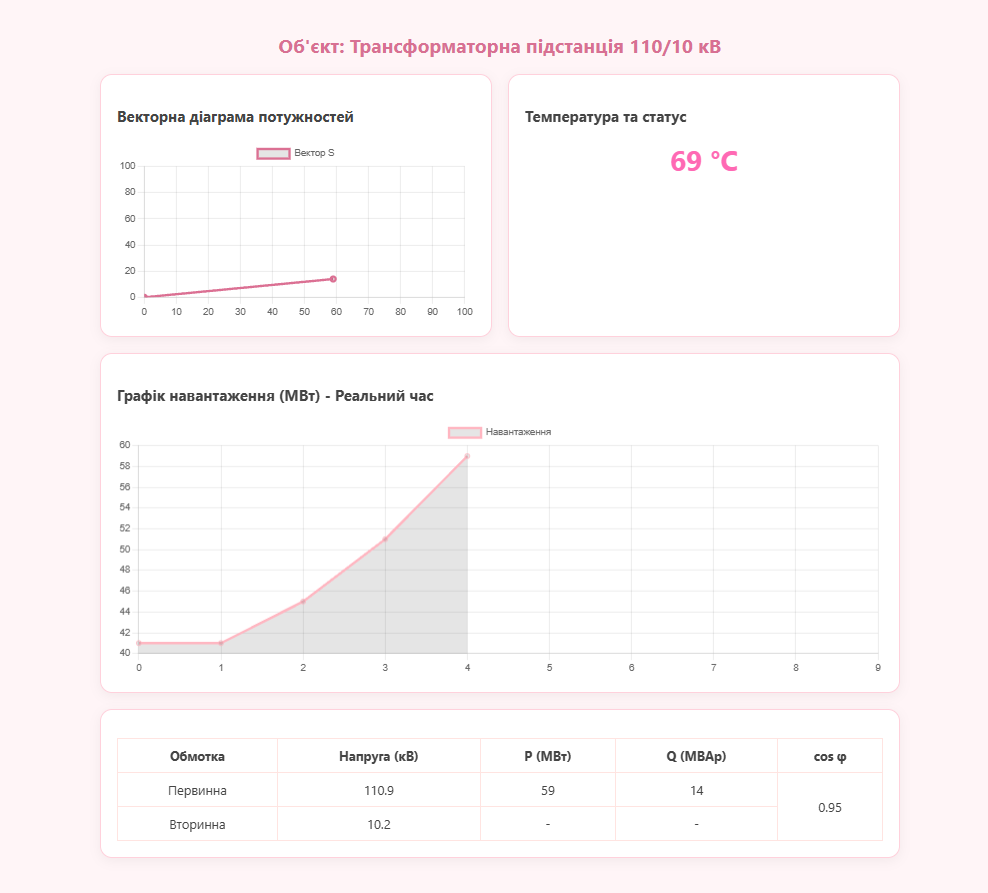 Об'єкт: Трансформаторна підстанція 110/10 кВ
Векторна діаграма потужностей
Вектор S
100
80
60
40
20
0
0 10 20 30 40 50 60 70 80 90 100
Температура та статус
69 °C
Графік навантаження (МВт) - Реальний час
Навантаження
60
58
56
54
52
50
48
46
44
42
40
0 1 2 3 4 5 6 7 8 9
Обмотка Напруга (кВ) P (МВт) Q (МВАр) cos φ
Первинна 110.9 59 14 0.95
Вторинна 10.2 - -